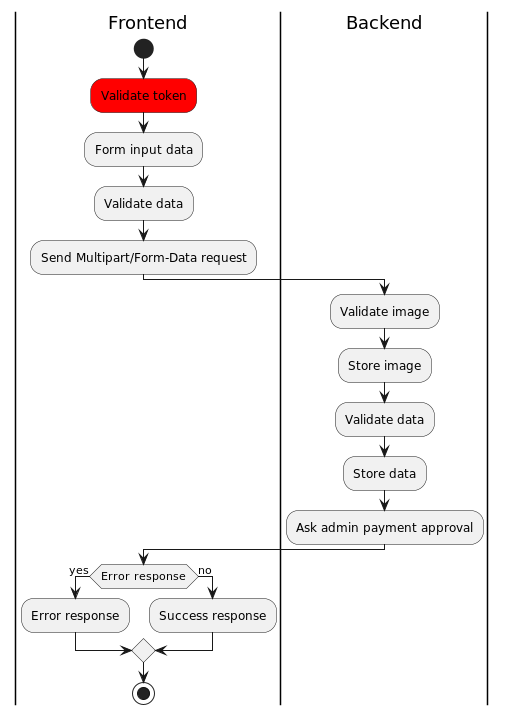 Frontend
Backend
Validate token
Form input data
Validate data
Send Multipart/Form-Data request
Validate image
Store image
Validate data
Store data
Ask admin payment approval
yes
Error response
no
Error response
Success response